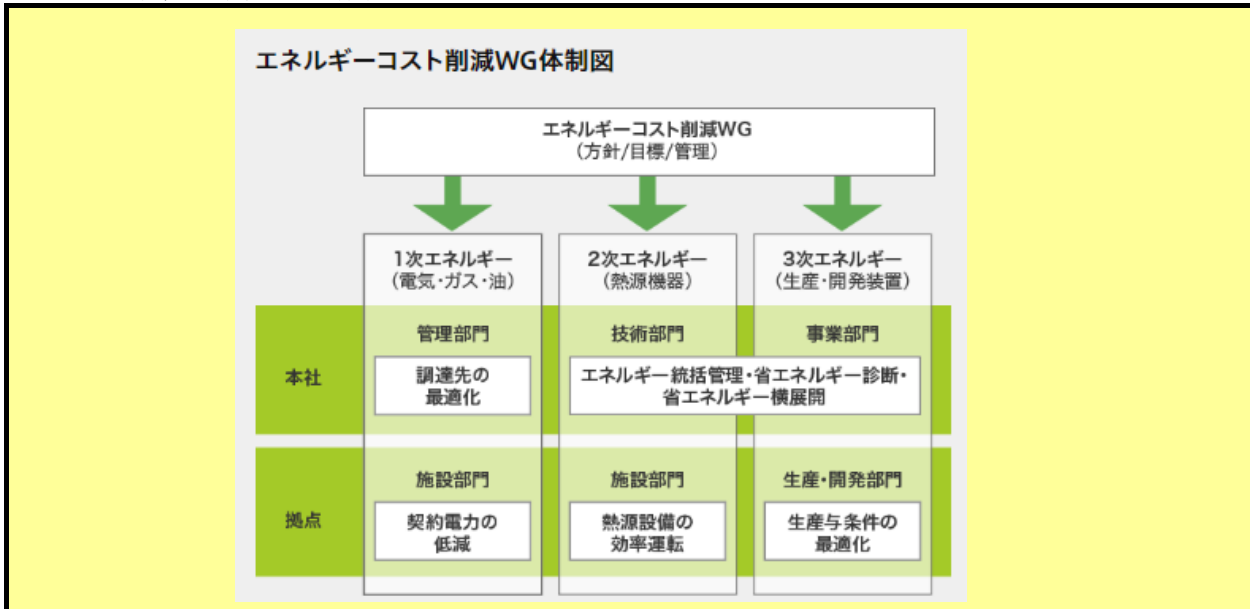 エネルギーコスト削減WG体制図
エネルギーコスト削減WG
（方針/目標/管理）
1次エネルギー
（電気・ガス・油）
2次エネルギー
（熱源機器）
3次エネルギー
（生産・開発装置）
本社
管理部門
調達先の
最適化
技術部門
事業部門
エネルギー統括管理・省エネルギー診断・
省エネルギー横展開
拠点
施設部門
契約電力の
低減
施設部門
熱源設備の
効率運転
生産・開発部門
生産与条件の
最適化